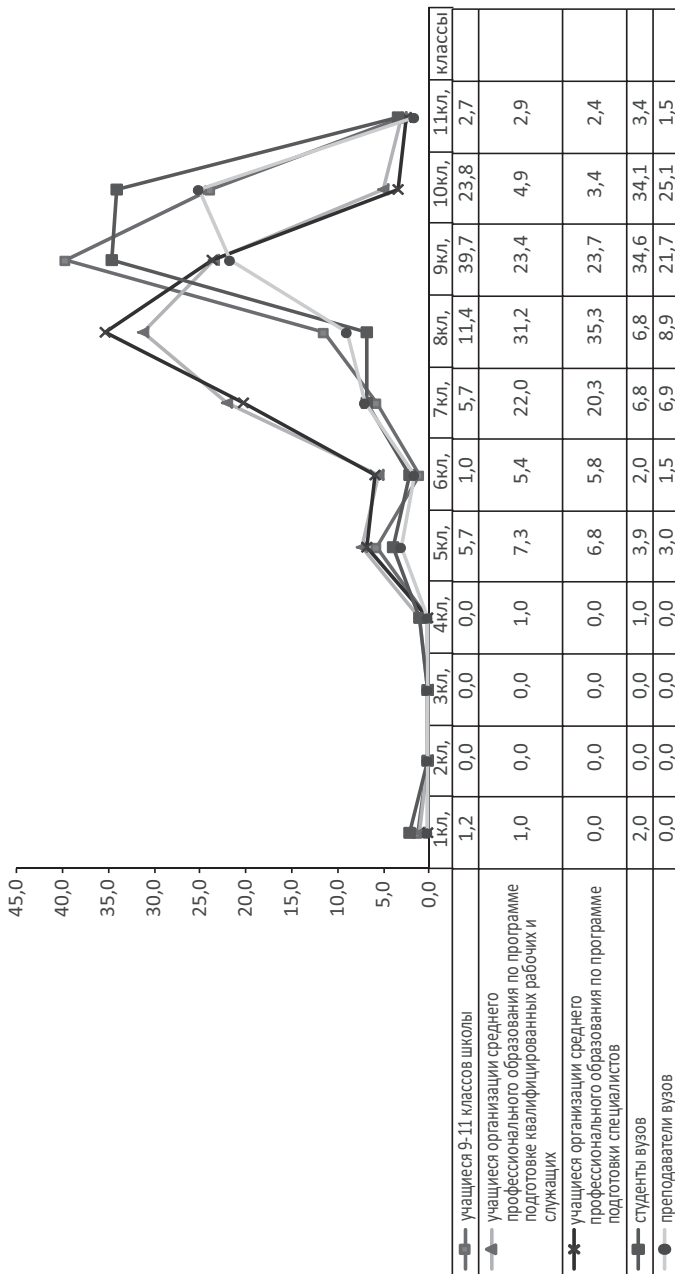 45,0
40,0
35,0
30,0
25,0
20,0
15,0
10,0
5,0
0,0
1кл, 2кл, 3кл, 4кл, 5кл, 6кл, 7кл, 8кл, 9кл, 10кл, 11кл, классы
учащиеся 9-11 классов школы 1,2 0,0 0,0 0,0 5,7 1,0 5,7 11,4 39,7 23,8 2,7
учащиеся организации среднего
профессионального образования по программе
подготовке квалифицированных рабочих и
служащих
1,0 0,0 0,0 1,0 7,3 5,4 22,0 31,2 23,4 4,9 2,9
учащиеся организации среднего
профессионального образования по программе
подготовки специалистов
0,0 0,0 0,0 0,0 6,8 5,8 20,3 35,3 23,7 3,4 2,4
студенты вузов 2,0 0,0 0,0 1,0 3,9 2,0 6,8 6,8 34,6 34,1 3,4
преподаватели вузов 0,0 0,0 0,0 0,0 3,0 1,5 6,9 8,9 21,7 25,1 1,5